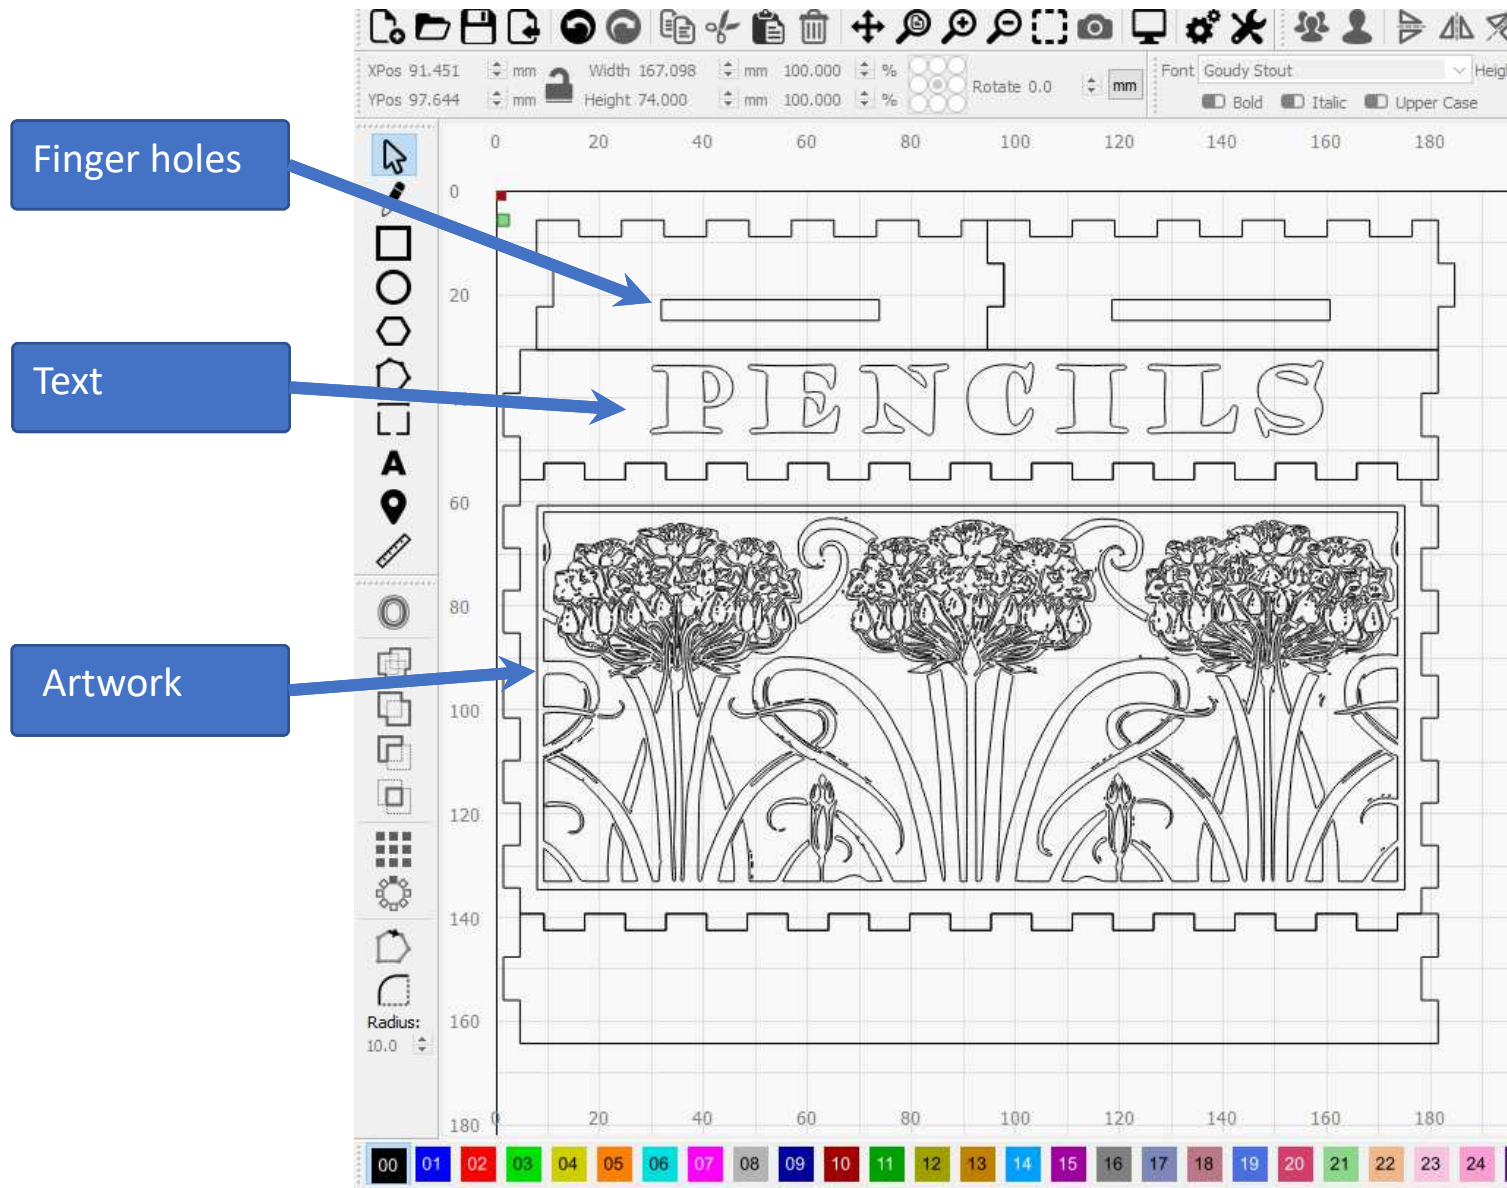 XPos 91.451 mm Width 167.098 mm 100.000 % Rotate 0.0 mm Font Goudy Stout
YPos 97.644 mm Height 74.000 mm 100.000 % Bold Italic Upper Case
0 20 40 60 80 100 120 140 160 180
Finger holes
0
20
Text
PENCILS
A
60
80
Artwork
100
120
140
Radius:
10.0
160
180
0 20 40 60 80 100 120 140 160 180
00 01 02 03 04 05 06 07 08 09 10 11 12 13 14 15 16 17 18 19 20 21 22 23 24